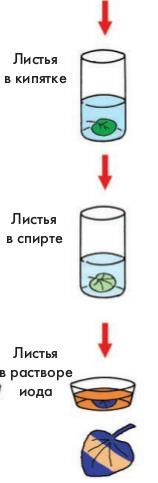 Листья
в кипятке
Листья
в спирте
Листья
в растворе
иода